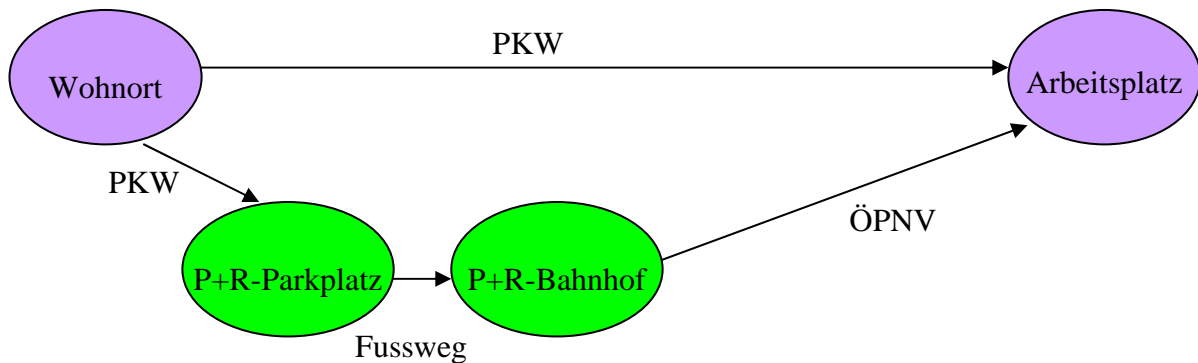 PKW
Wohnort
Arbeitsplatz
PKW
ÖPNV
P+R-Parkplatz
P+R-Bahnhof
Fussweg